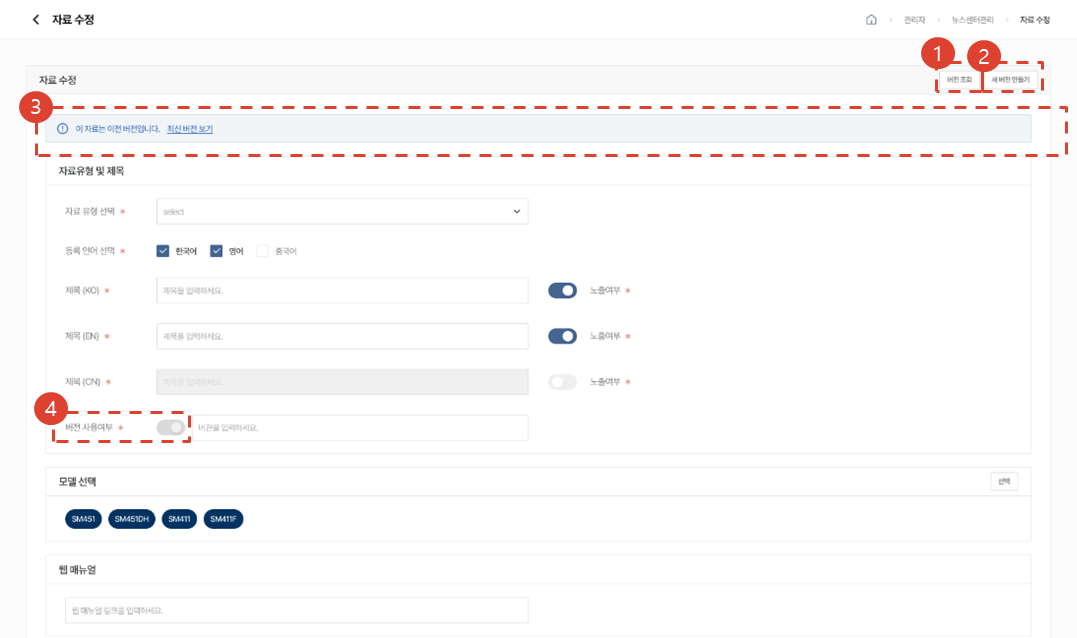 자료 수정
관리자 뉴스센터관리 자료 수정
1 2
자료 수정 버전 조회 새 버전 만들기
3
이 자료는 이전 버전입니다. 최신 버전 보기
자료유형 및 제목
자료 유형 선택 * select
등록 언어 선택 * 한국어 영어 중국어
제목 (KO) * 제목을 입력하세요. 노출여부 *
제목 (EN) * 제목을 입력하세요. 노출여부 *
제목 (CN) * 제목을 입력하세요. 노출여부 *
4
버전 사용여부 * 버전을 입력하세요.
모델 선택 선택
SM451 SM451DH SM411 SM411F
웹 매뉴얼
웹 매뉴얼 링크를 입력하세요.